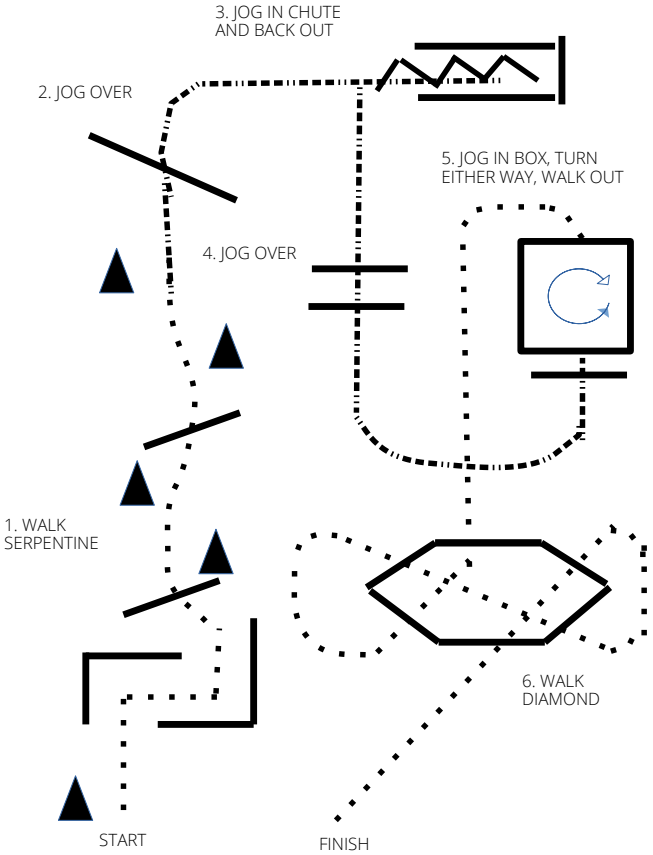 3. JOG IN CHUTE
AND BACK OUT
2. JOG OVER
5. JOG IN BOX, TURN
EITHER WAY, WALK OUT
4. JOG OVER
1. WALK
SERPENTINE
6. WALK
DIAMOND
START
FINISH